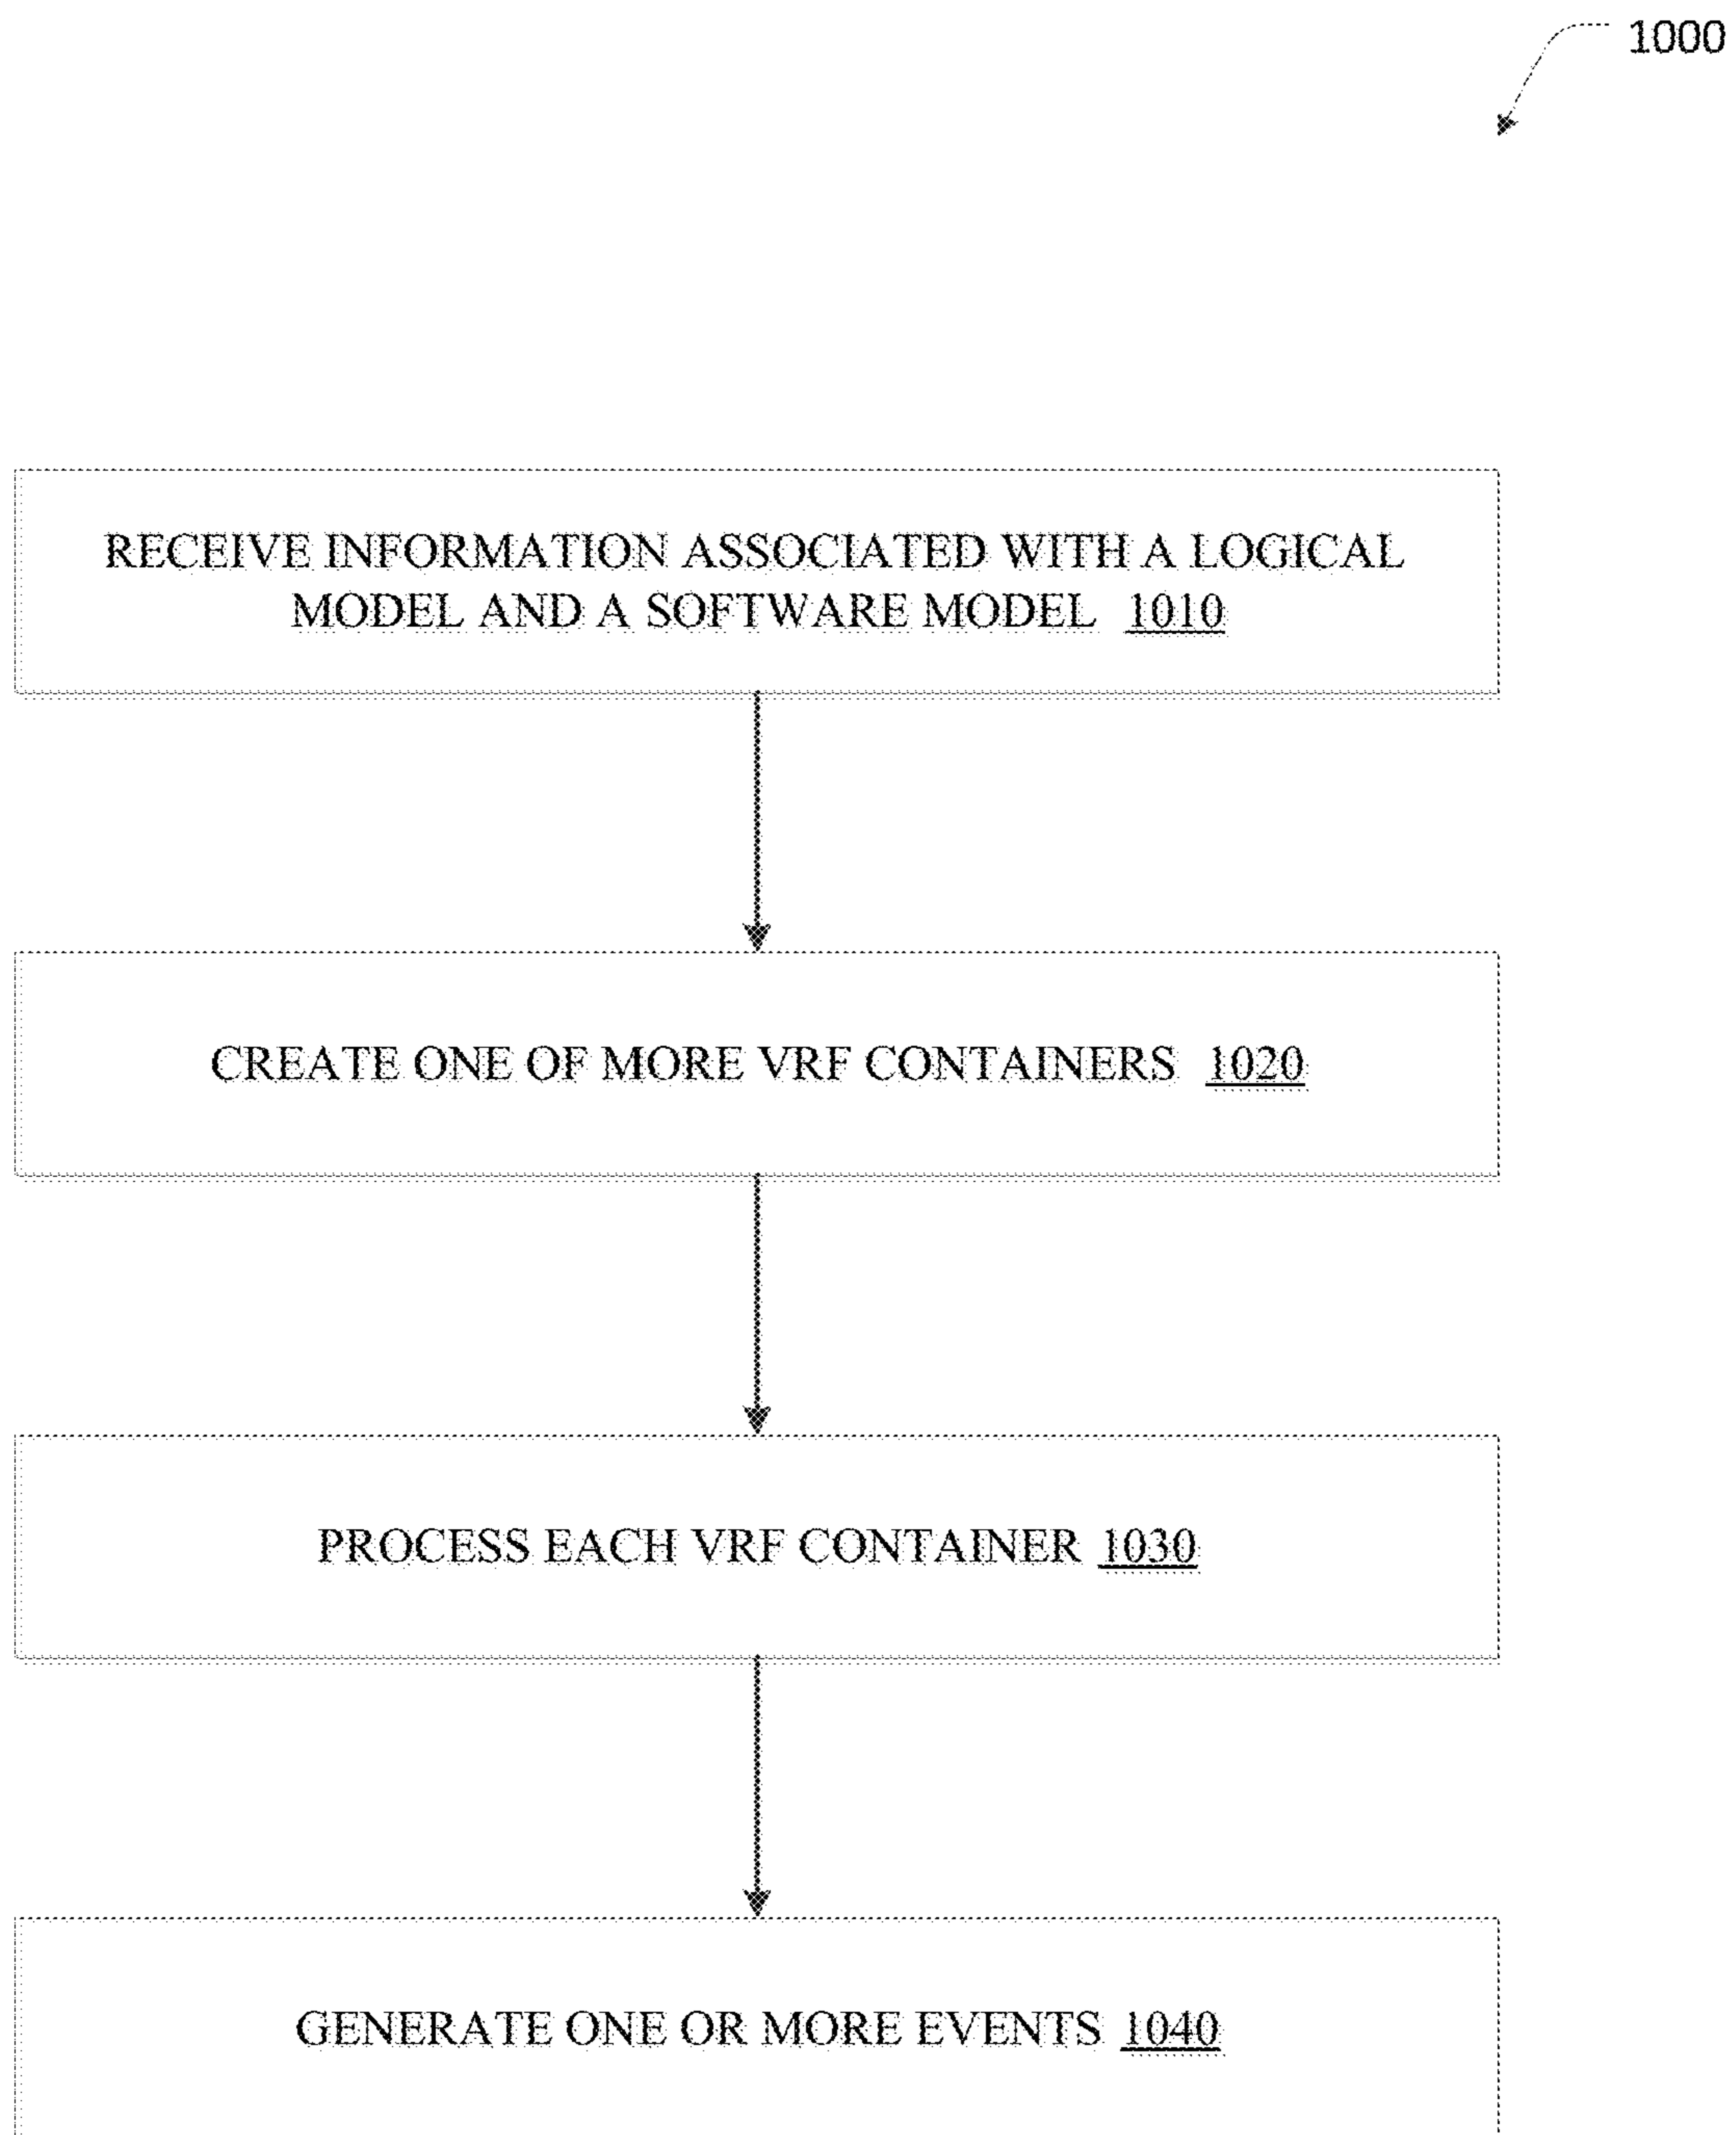 1000
RECEIVE INFORMATION ASSOCIATED WITH A LOGICAL
MODEL AND A SOFTWARE MODEL 1010
CREATE ONE OF MORE VRF CONTAINERS 1020
PROCESS EACH VRF CONTAINER 1030
GENERATE ONE OR MORE EVENTS 1040